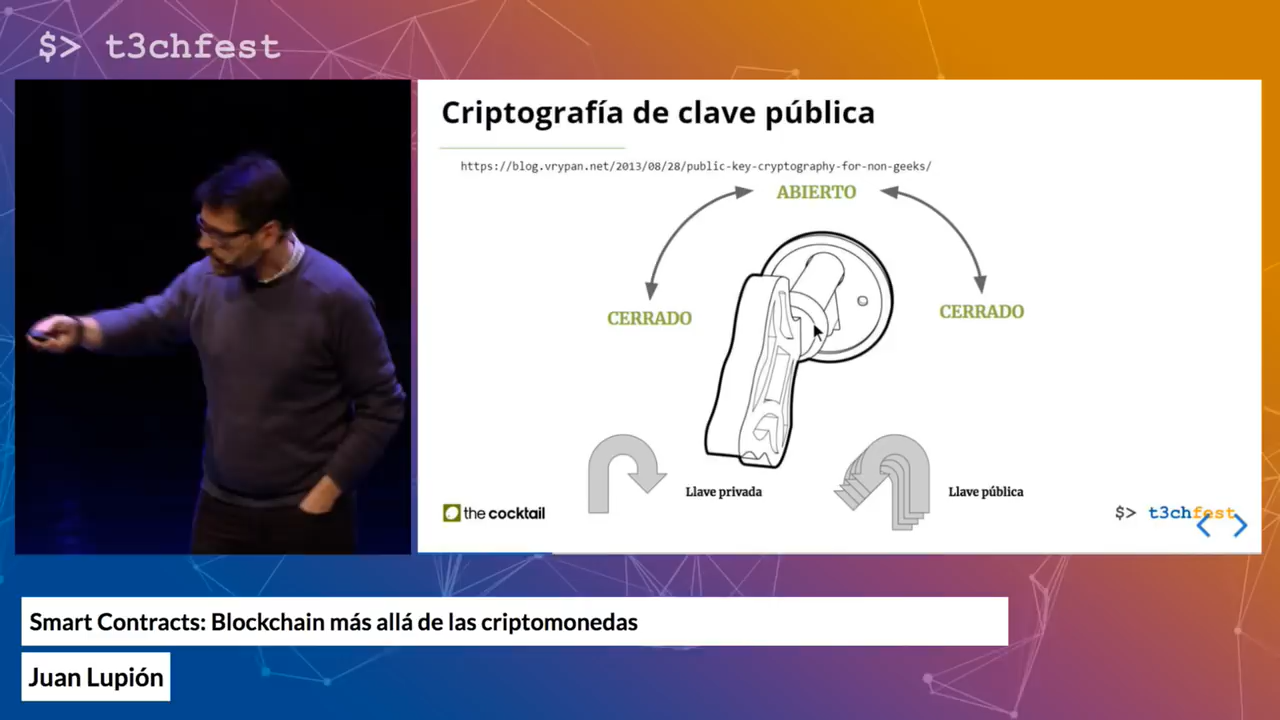 $> t3chfest
Criptografía de clave pública
https://blog.vrypan.net/2013/08/28/public-key-cryptography-for-non-geeks/
ABIERTO
CERRADO
CERRADO
Llave privada
Llave pública
the cocktail
$> t3chfest
Smart Contracts: Blockchain más allá de las criptomonedas
Juan Lupión